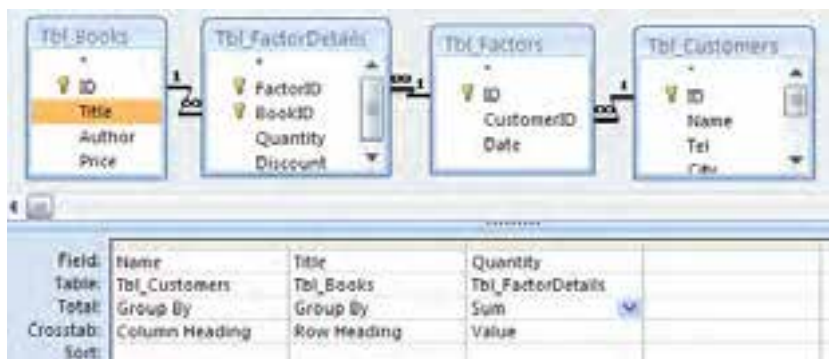 Tbl_Books
*
ID
Title
Author
Price
1
∞
Tbl_FactorDetails
*
FactorID
BookID
Quantity
Discount
∞
1
Tbl_Factors
*
ID
CustomerID
Date
∞
1
Tbl_Customers
*
ID
Name
Tel
City
Field: Name Title Quantity
Table: Tbl_Customers Tbl_Books Tbl_FactorDetails
Total: Group By Group By Sum
Crosstab: Column Heading Row Heading Value
Sort: